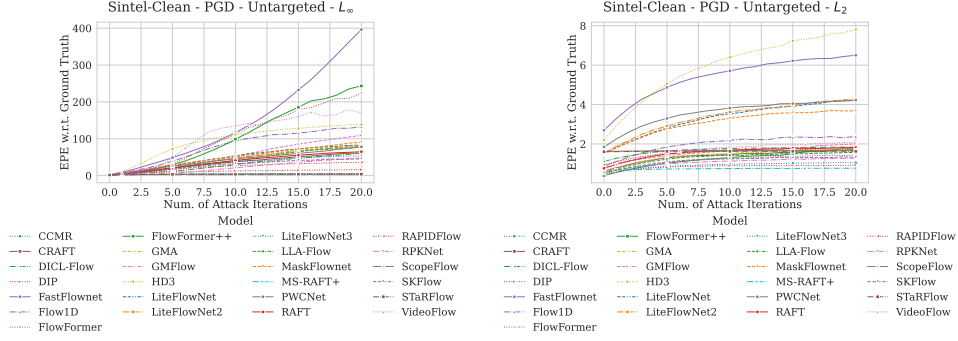 Sintel-Clean - PGD - Untargeted - L∞
400
300
200
100
0
EPE w.r.t. Ground Truth
0.0 2.5 5.0 7.5 10.0 12.5 15.0 17.5 20.0
Num. of Attack Iterations
Model
CCMR FlowFormer++ LiteFlowNet3 RAPIDFlow
CRAFT GMA LLA-Flow RPKNet
DICL-Flow GMFlow MaskFlownet ScopeFlow
DIP HD3 MS-RAFT+ SKFlow
FastFlownet LiteFlowNet PWCNet STaRFlow
Flow1D LiteFlowNet2 RAFT VideoFlow
FlowFormer
Sintel-Clean - PGD - Untargeted - L2
8
6
4
2
EPE w.r.t. Ground Truth
0.0 2.5 5.0 7.5 10.0 12.5 15.0 17.5 20.0
Num. of Attack Iterations
Model
CCMR FlowFormer++ LiteFlowNet3 RAPIDFlow
CRAFT GMA LLA-Flow RPKNet
DICL-Flow GMFlow MaskFlownet ScopeFlow
DIP HD3 MS-RAFT+ SKFlow
FastFlownet LiteFlowNet PWCNet STaRFlow
Flow1D LiteFlowNet2 RAFT VideoFlow
FlowFormer